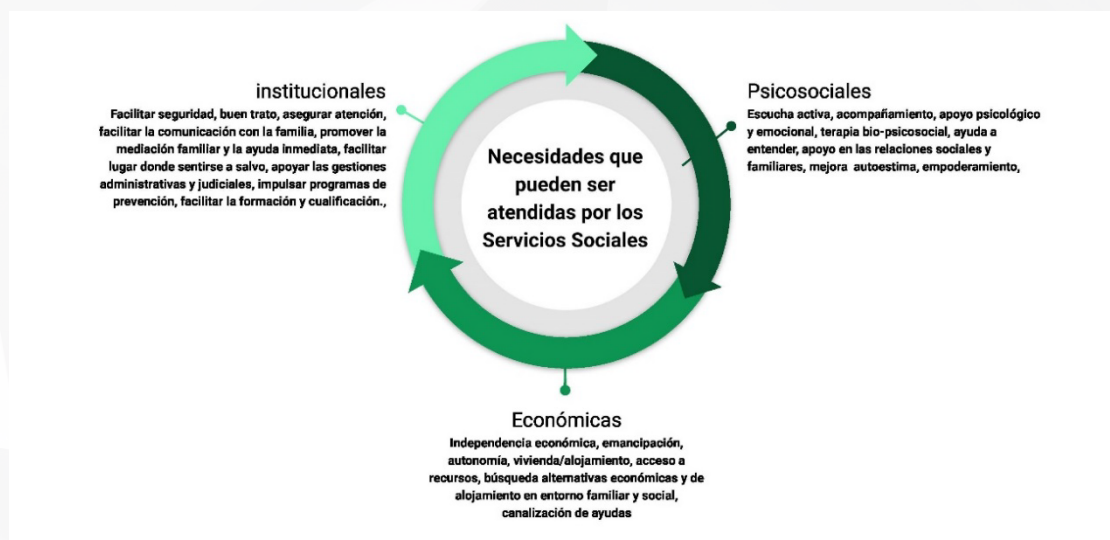 institucionales
Facilitar seguridad, buen trato, asegurar atención,
facilitar la comunicación con la familia, promover la
mediación familiar y la ayuda inmediata, facilitar
lugar donde sentirse a salvo, apoyar las gestiones
administrativas y judiciales, impulsar programas de
prevención, facilitar la formación y cualificación.,
Necesidades que
pueden ser
atendidas por los
Servicios Sociales
Psicosociales
Escucha activa, acompañamiento, apoyo psicológico
y emocional, terapia bio-psicosocial, ayuda a
entender, apoyo en las relaciones sociales y
familiares, mejora autoestima, empoderamiento,
Económicas
Independencia económica, emancipación,
autonomía, vivienda/alojamiento, acceso a
recursos, búsqueda alternativas económicas y de
alojamiento en entorno familiar y social,
canalización de ayudas